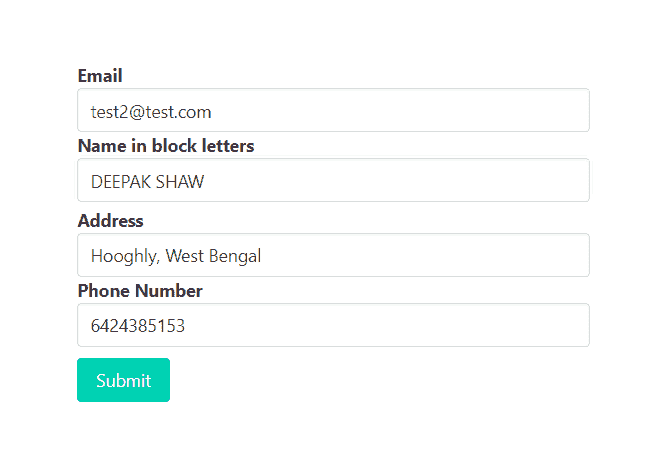 Email
test2@test.com
Name in block letters
DEEPAK SHAW
Address
Hooghly, West Bengal
Phone Number
6424385153
Submit